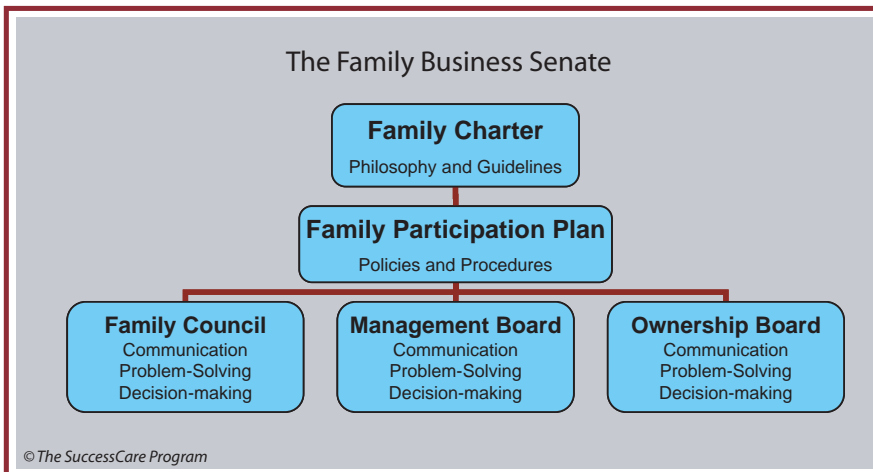 The Family Business Senate
Family Charter
Philosophy and Guidelines
Family Participation Plan
Policies and Procedures
Family Council
Communication
Problem-Solving
Decision-making
Management Board
Communication
Problem-Solving
Decision-making
Ownership Board
Communication
Problem-Solving
Decision-making
© The SuccessCare Program